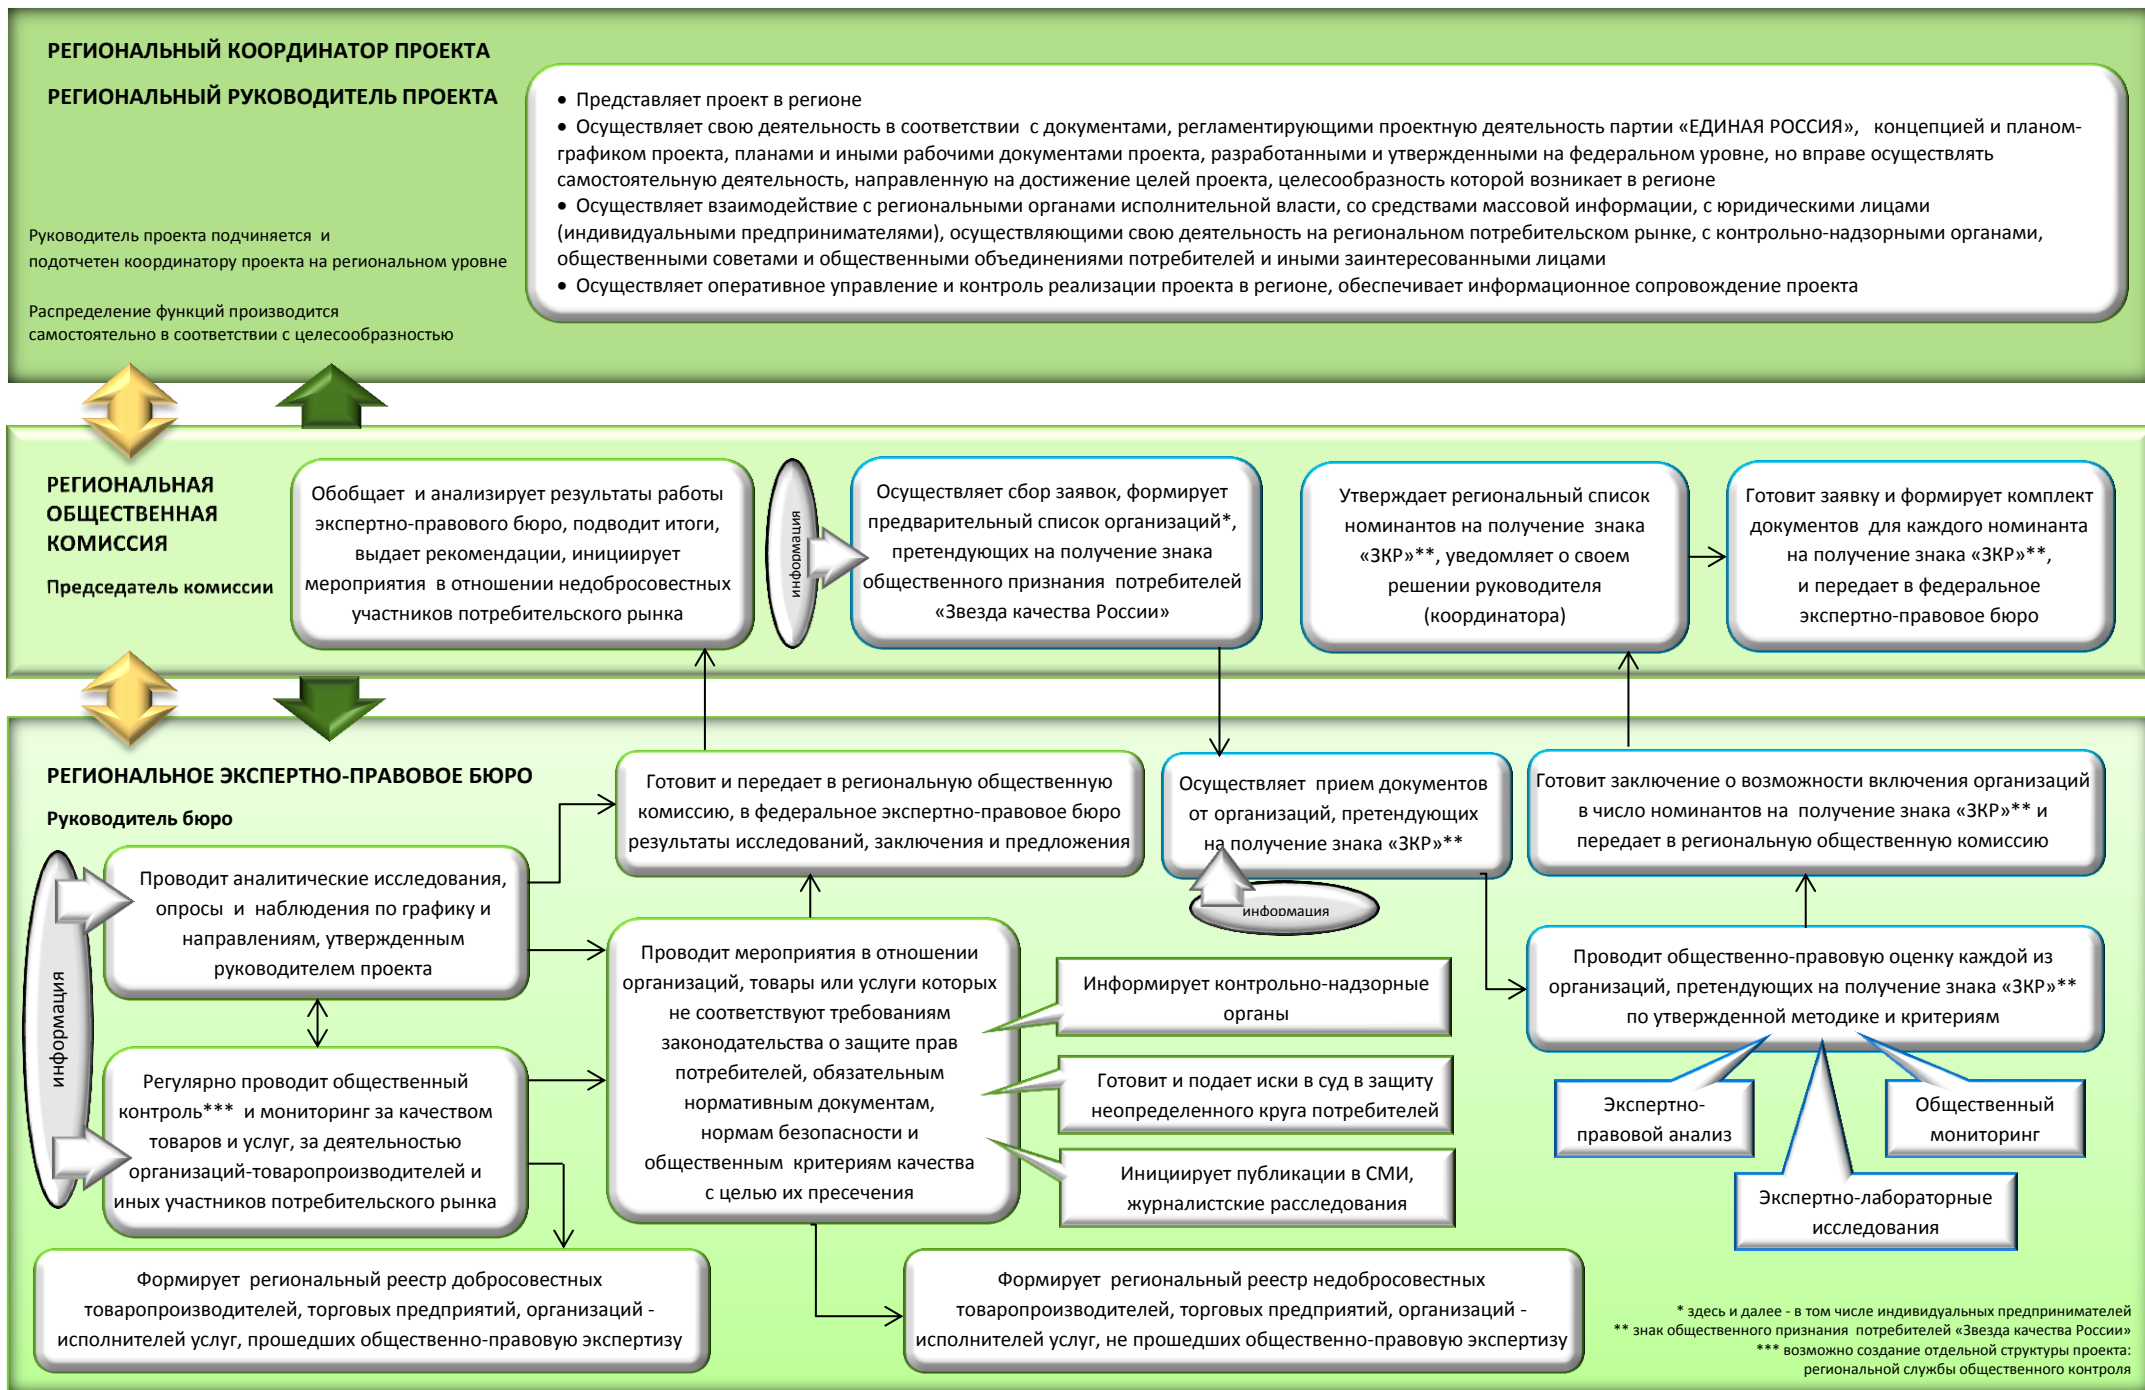 РЕГИОНАЛЬНЫЙ КООРДИНАТОР ПРОЕКТА
РЕГИОНАЛЬНЫЙ РУКОВОДИТЕЛЬ ПРОЕКТА
Руководитель проекта подчиняется и
подотчетен координатору проекта на региональном уровне
Распределение функций производится
самостоятельно в соответствии с целесообразностью
• Представляет проект в регионе
• Осуществляет свою деятельность в соответствии с документами, регламентирующими проектную деятельность партии «ЕДИНАЯ РОССИЯ», концепцией и планом-
графиком проекта, планами и иными рабочими документами проекта, разработанными и утвержденными на федеральном уровне, но вправе осуществлять
самостоятельную деятельность, направленную на достижение целей проекта, целесообразность которой возникает в регионе
• Осуществляет взаимодействие с региональными органами исполнительной власти, со средствами массовой информации, с юридическими лицами
(индивидуальными предпринимателями), осуществляющими свою деятельность на региональном потребительском рынке, с контрольно-надзорными органами,
общественными советами и общественными объединениями потребителей и иными заинтересованными лицами
• Осуществляет оперативное управление и контроль реализации проекта в регионе, обеспечивает информационное сопровождение проекта
РЕГИОНАЛЬНАЯ
ОБЩЕСТВЕННАЯ
КОМИССИЯ
Председатель комиссии
Обобщает и анализирует результаты работы
экспертно-правового бюро, подводит итоги,
выдает рекомендации, инициирует
мероприятия в отношении недобросовестных
участников потребительского рынка
информация
Осуществляет сбор заявок, формирует
предварительный список организаций*,
претендующих на получение знака
общественного признания потребителей
«Звезда качества России»
Утверждает региональный список
номинантов на получение знака
«ЗКР»**, уведомляет о своем
решении руководителя
(координатора)
Готовит заявку и формирует комплект
документов для каждого номинанта
на получение знака «ЗКР»**,
и передает в федеральное
экспертно-правовое бюро
РЕГИОНАЛЬНОЕ ЭКСПЕРТНО-ПРАВОВОЕ БЮРО
Руководитель бюро
информация
Проводит аналитические исследования,
опросы и наблюдения по графику и
направлениям, утвержденным
руководителем проекта
Регулярно проводит общественный
контроль*** и мониторинг за качеством
товаров и услуг, за деятельностью
организаций-товаропроизводителей и
иных участников потребительского рынка
Готовит и передает в региональную общественную
комиссию, в федеральное экспертно-правовое бюро
результаты исследований, заключения и предложения
Проводит мероприятия в отношении
организаций, товары или услуги которых
не соответствуют требованиям
законодательства о защите прав
потребителей, обязательным
нормативным документам,
нормам безопасности и
общественным критериям качества
с целью их пресечения
Информирует контрольно-надзорные
органы
Готовит и подает иски в суд в защиту
неопределенного круга потребителей
Инициирует публикации в СМИ,
журналистские расследования
Осуществляет прием документов
от организаций, претендующих
на получение знака «ЗКР»**
информация
Готовит заключение о возможности включения организаций
в число номинантов на получение знака «ЗКР»** и
передает в региональную общественную комиссию
Проводит общественно-правовую оценку каждой из
организаций, претендующих на получение знака «ЗКР»**
по утвержденной методике и критериям
Экспертно-
правовой анализ
Общественный
мониторинг
Экспертно-лабораторные
исследования
Формирует региональный реестр добросовестных
товаропроизводителей, торговых предприятий, организаций -
исполнителей услуг, прошедших общественно-правовую экспертизу
Формирует региональный реестр недобросовестных
товаропроизводителей, торговых предприятий, организаций -
исполнителей услуг, не прошедших общественно-правовую экспертизу
* здесь и далее - в том числе индивидуальных предпринимателей
** знак общественного признания потребителей «Звезда качества России»
*** возможно создание отдельной структуры проекта:
региональной службы общественного контроля